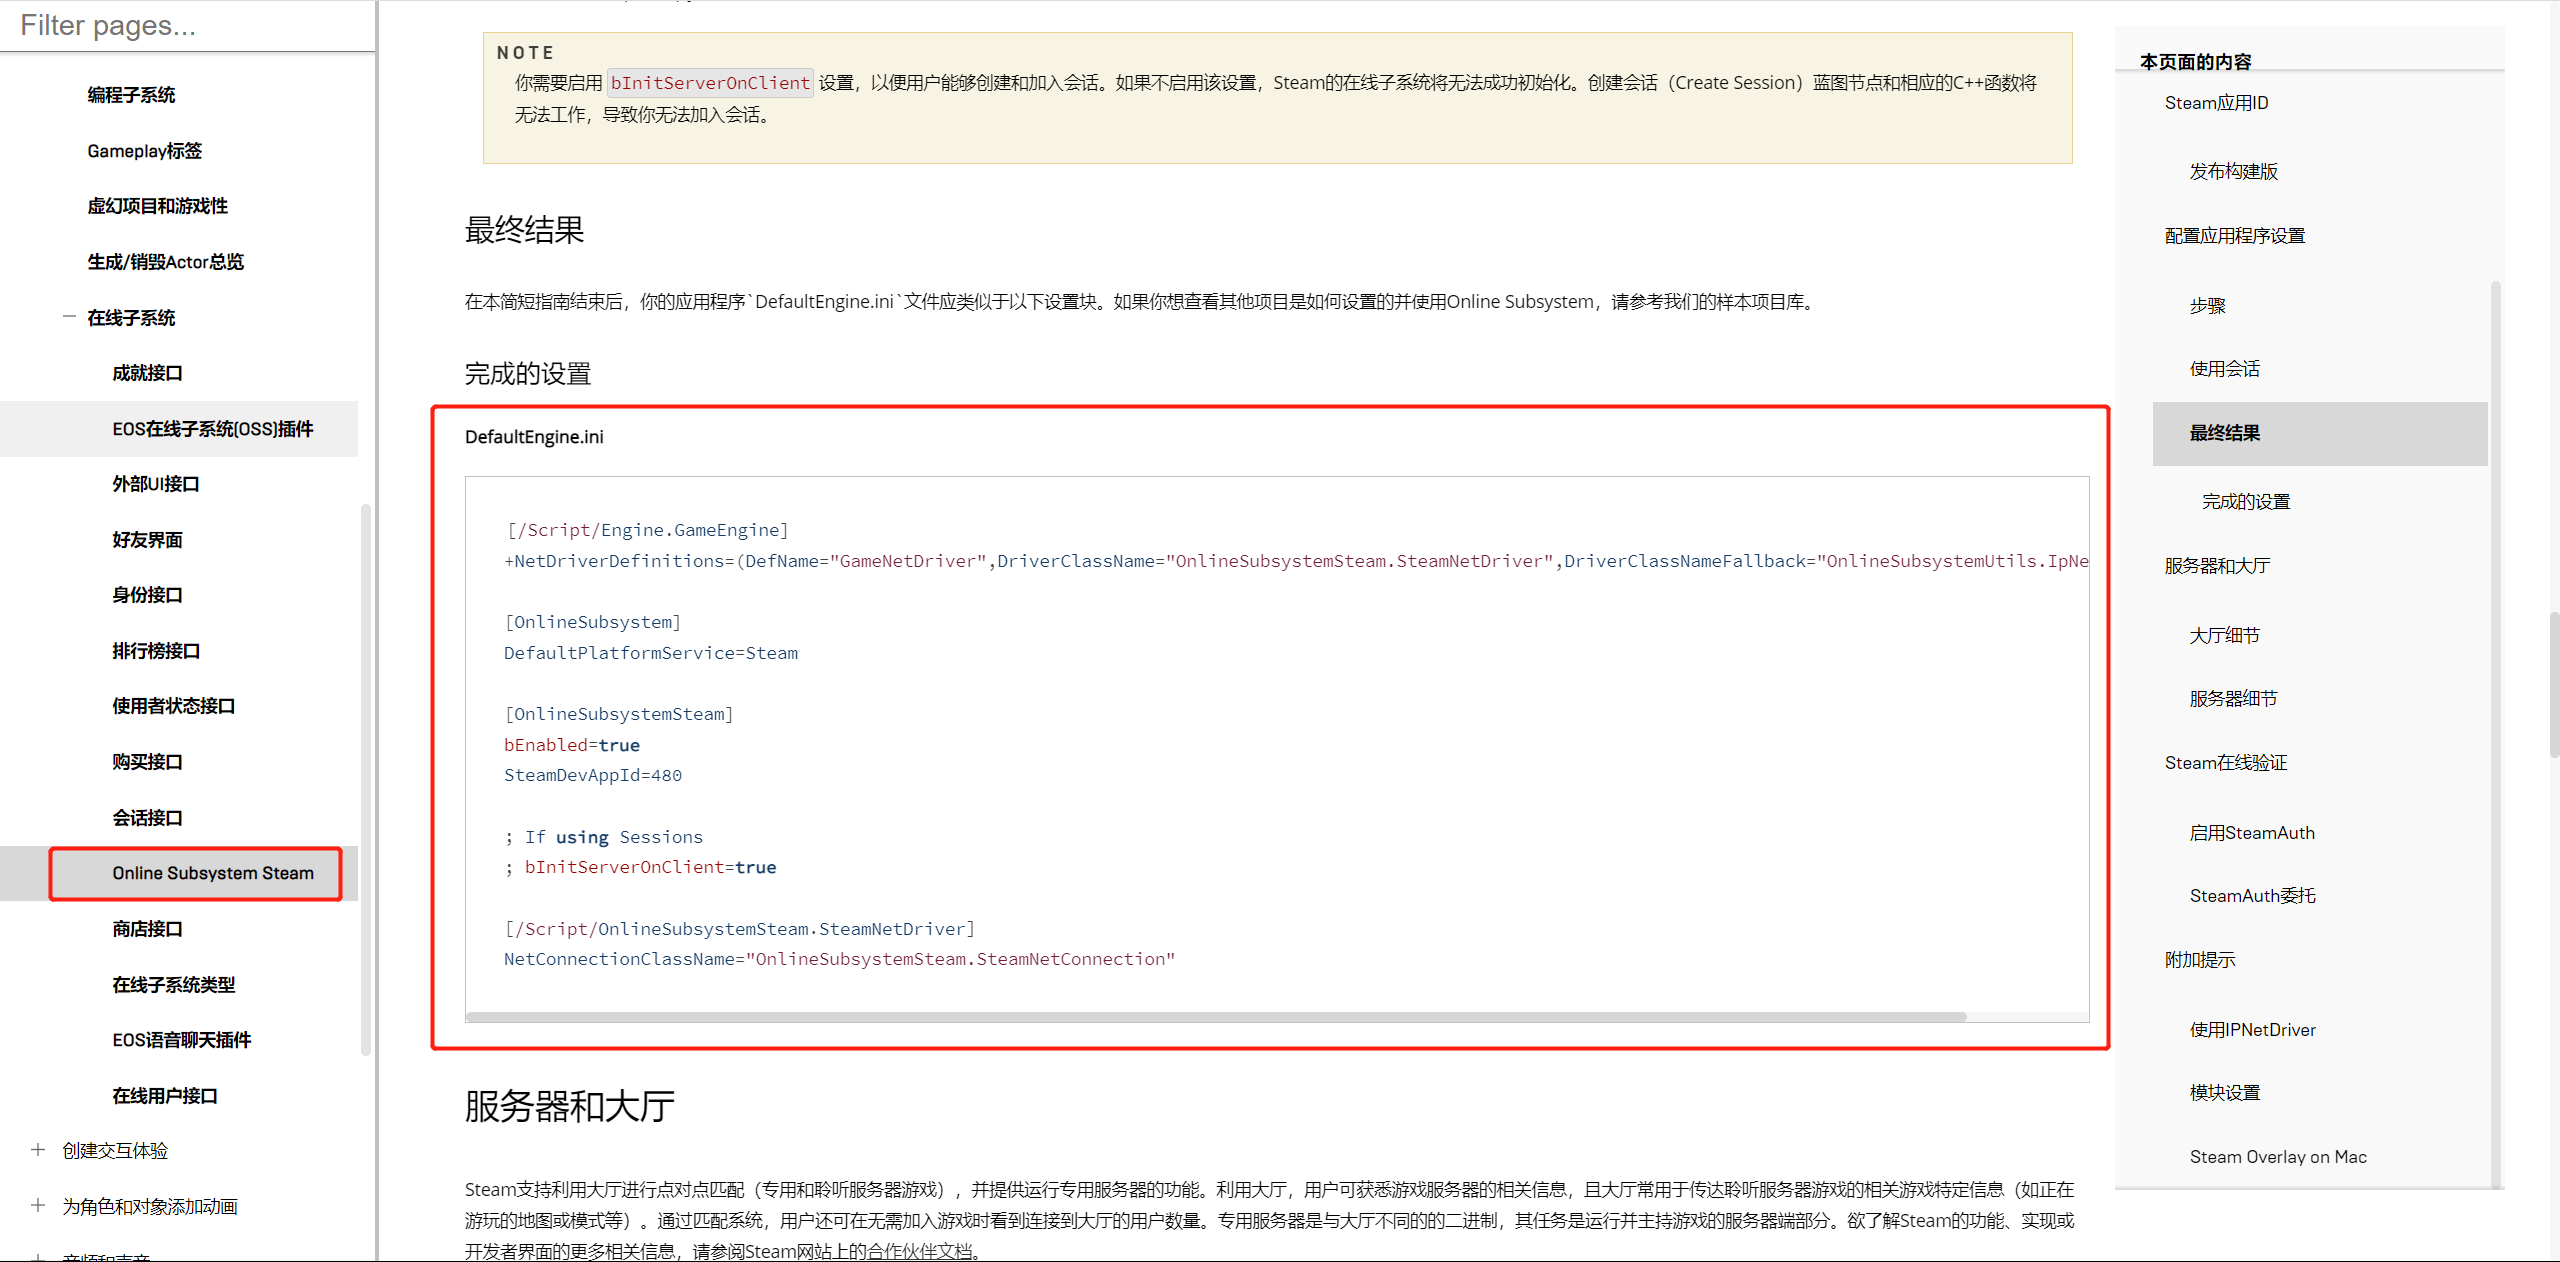 Filter pages...
编程子系统
Gameplay标签
虚幻项目和游戏性
生成/销毁Actor总览
在线子系统
成就接口
EOS在线子系统(OSS)插件
外部UI接口
好友界面
身份接口
排行榜接口
使用者状态接口
购买接口
会话接口
Online Subsystem Steam
商店接口
在线子系统类型
EOS语音聊天插件
在线用户接口
创建交互体验
为角色和对象添加动画
NOTE
你需要启用 bInitServerOnClient 设置，以便用户能够创建和加入会话。如果不启用该设置，Steam的在线子系统将无法成功初始化。创建会话（Create Session）蓝图节点和相应的C++函数将
无法工作，导致你无法加入会话。
最终结果
在本简短指南结束后，你的应用程序`DefaultEngine.ini`文件应类似于以下设置块。如果你想查看其他项目是如何设置的并使用Online Subsystem，请参考我们的样本项目库。
完成的设置
DefaultEngine.ini
[/Script/Engine.GameEngine]
+NetDriverDefinitions=(DefName="GameNetDriver",DriverClassName="OnlineSubsystemSteam.SteamNetDriver",DriverClassNameFallback="OnlineSubsystemUtils.IpNe
[OnlineSubsystem]
DefaultPlatformService=Steam
[OnlineSubsystemSteam]
bEnabled=true
SteamDevAppId=480
; If using Sessions
; bInitServerOnClient=true
[/Script/OnlineSubsystemSteam.SteamNetDriver]
NetConnectionClassName="OnlineSubsystemSteam.SteamNetConnection"
服务器和大厅
Steam支持利用大厅进行点对点匹配（专用和聆听服务器游戏），并提供运行专用服务器的功能。利用大厅，用户可获悉游戏服务器的相关信息，且大厅常用于传达聆听服务器游戏的相关游戏特定信息（如正在
游玩的地图或模式等）。通过匹配系统，用户还可在无需加入游戏时看到连接到大厅的用户数量。专用服务器是与大厅不同的的二进制，其任务是运行并主持游戏的服务器端部分。欲了解Steam的功能、实现或
开发者界面的更多相关信息，请参阅Steam网站上的合作伙伴文档。
本页面的内容
Steam应用ID
发布构建版
配置应用程序设置
步骤
使用会话
最终结果
完成的设置
服务器和大厅
大厅细节
服务器细节
Steam在线验证
启用SteamAuth
SteamAuth委托
附加提示
使用IPNetDriver
模块设置
Steam Overlay on Mac